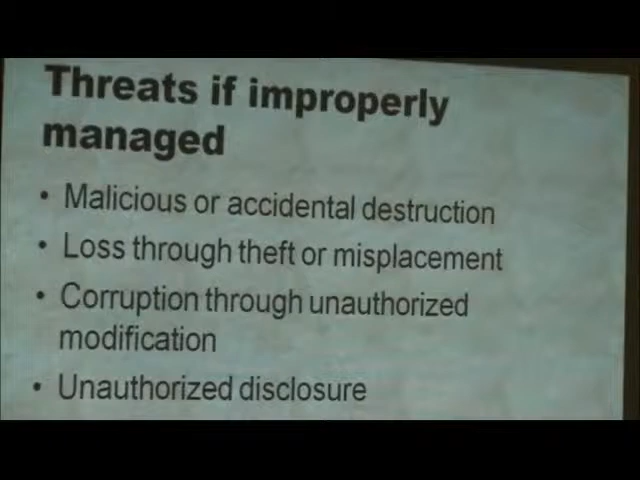 Threats if improperly
managed
• Malicious or accidental destruction
• Loss through theft or misplacement
• Corruption through unauthorized
modification
• Unauthorized disclosure